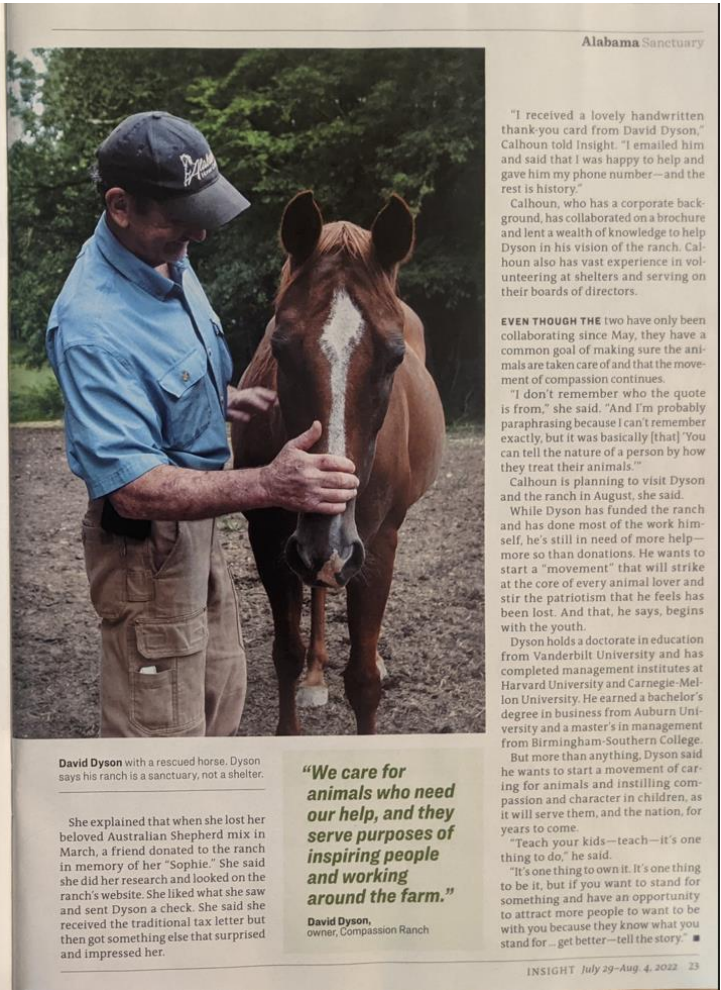 Alabama Sanctuary
David Dyson with a rescued horse. Dyson
says his ranch is a sanctuary, not a shelter.
She explained that when she lost her
beloved Australian Shepherd mix in
March, a friend donated to the ranch
in memory of her “Sophie.” She said
she did her research and looked on the
ranch’s website. She liked what she saw
and sent Dyson a check. She said she
received the traditional tax letter but
then got something else that surprised
and impressed her.
“We care for
animals who need
our help, and they
serve purposes of
inspiring people
and working
around the farm.”
David Dyson,
owner, Compassion Ranch
“I received a lovely handwritten
thank-you card from David Dyson,”
Calhoun told Insight. “I emailed him
and said that I was happy to help and
gave him my phone number—and the
rest is history.”
Calhoun, who has a corporate back-
ground, has collaborated on a brochure
and lent a wealth of knowledge to help
Dyson in his vision of the ranch. Cal-
houn also has vast experience in vol-
unteering at shelters and serving on
their boards of directors.
EVEN THOUGH THE two have only been
collaborating since May, they have a
common goal of making sure the ani-
mals are taken care of and that the move-
ment of compassion continues.
“I don’t remember who the quote
is from,” she said. “And I’m probably
paraphrasing because I can’t remember
exactly, but it was basically [that] ‘You
can tell the nature of a person by how
they treat their animals.’”
Calhoun is planning to visit Dyson
and the ranch in August, she said.
While Dyson has funded the ranch
and has done most of the work him-
self, he’s still in need of more help—
more so than donations. He wants to
start a “movement” that will strike
at the core of every animal lover and
stir the patriotism that he feels has
been lost. And that, he says, begins
with the youth.
Dyson holds a doctorate in education
from Vanderbilt University and has
completed management institutes at
Harvard University and Carnegie-Mel-
lon University. He earned a bachelor’s
degree in business from Auburn Uni-
versity and a master’s in management
from Birmingham-Southern College.
But more than anything, Dyson said
he wants to start a movement of car-
ing for animals and instilling com-
passion and character in children, as
it will serve them, and the nation, for
years to come.
“Teach your kids—teach—it’s one
thing to do,” he said.
“It’s one thing to own it. It’s one thing
to be it, but if you want to stand for
something and have an opportunity
to attract more people to want to be
with you because they know what you
stand for ... get better—tell the story.” ■
INSIGHT July 29–Aug. 4, 2022 23